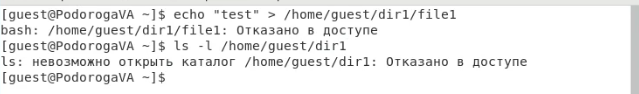 [guest@PodorogaVA ~]$ echo "test" > /home/guest/dir1/file1
bash: /home/guest/dir1/file1: Отказано в доступе
[guest@PodorogaVA ~]$ ls -l /home/guest/dir1
ls: невозможно открыть каталог /home/guest/dir1: Отказано в доступе
[guest@PodorogaVA ~]$